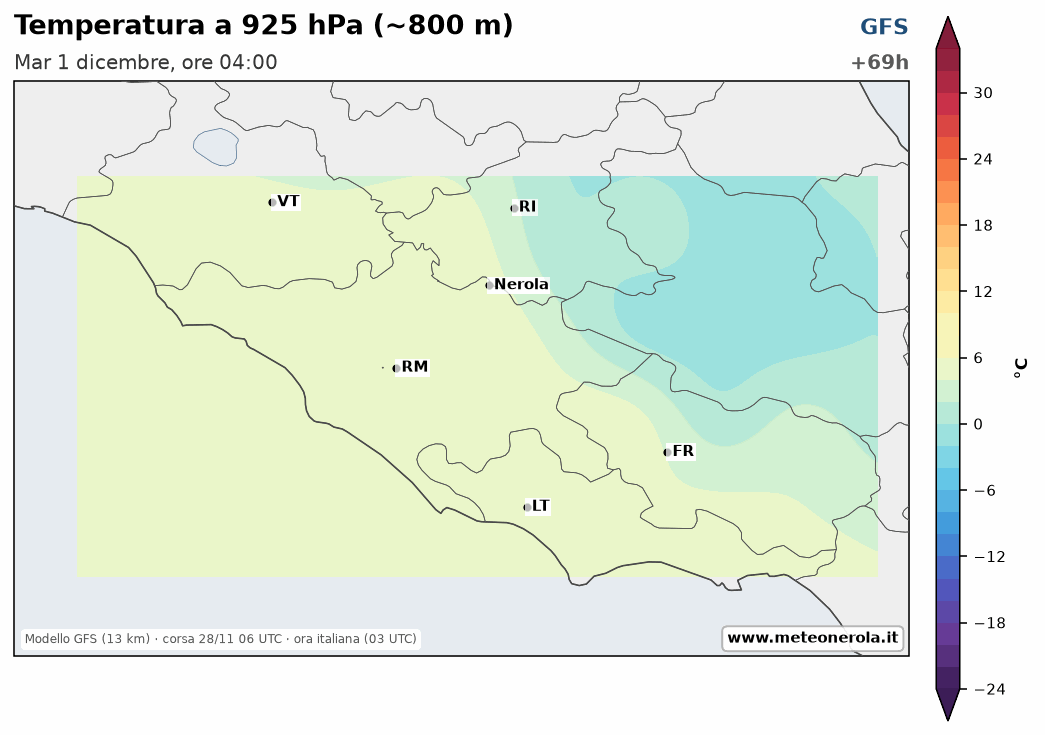 Temperatura a 925 hPa (~800 m)
GFS
Mar 1 dicembre, ore 04:00
+69h
VT
RI
Nerola
RM
FR
LT
30
24
18
12
6
0
−6
−12
−18
−24
°C
Modello GFS (13 km) · corsa 28/11 06 UTC · ora italiana (03 UTC)
www.meteonerola.it